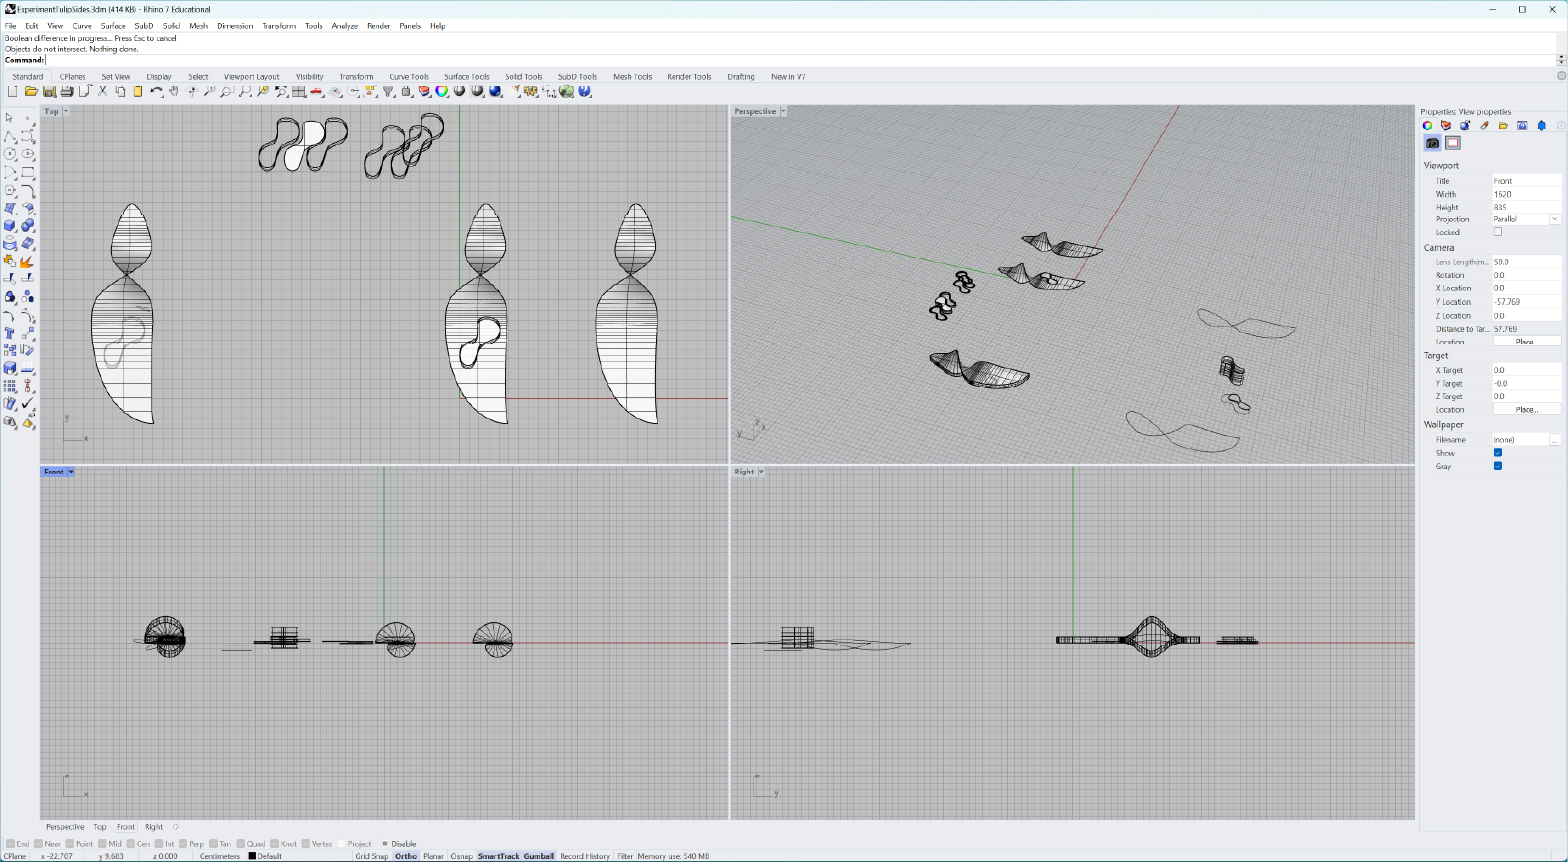 ExperimentTulipSides.3dm (414 KB) - Rhino 7 Educational
File Edit View Curve Surface SubD Solid Mesh Dimension Transform Tools Analyze Render Panels Help
Boolean difference in progress... Press Esc to cancel
Objects do not intersect. Nothing done.
Command:
Standard CPlanes Set View Display Select Viewport Layout Visibility Transform Curve Tools Surface Tools Solid Tools SubD Tools Mesh Tools Render Tools Drafting New in V7
Top
Perspective
Properties: View properties
Viewport
Title Front
Width 1620
Height 835
Projection Parallel
Locked
Camera
Lens Length(m... 50.0
Rotation 0.0
X Location 0.0
Y Location -57.769
Z Location 0.0
Distance to Tar... 57.769
Location Place...
Target
X Target 0.0
Y Target -0.0
Z Target 0.0
Location Place...
Wallpaper
Filename (none) ...
Show
Gray
y
x
z
x
y
Front
Right
x
y
Perspective Top Front Right
End Near Point Mid Cen Int Perp Tan Quad Knot Vertex Project Disable
CPlane x -22.707 y 9.683 z 0.000 Centimeters Default Grid Snap Ortho Planar Osnap SmartTrack Gumball Record History Filter Memory use: 540 MB